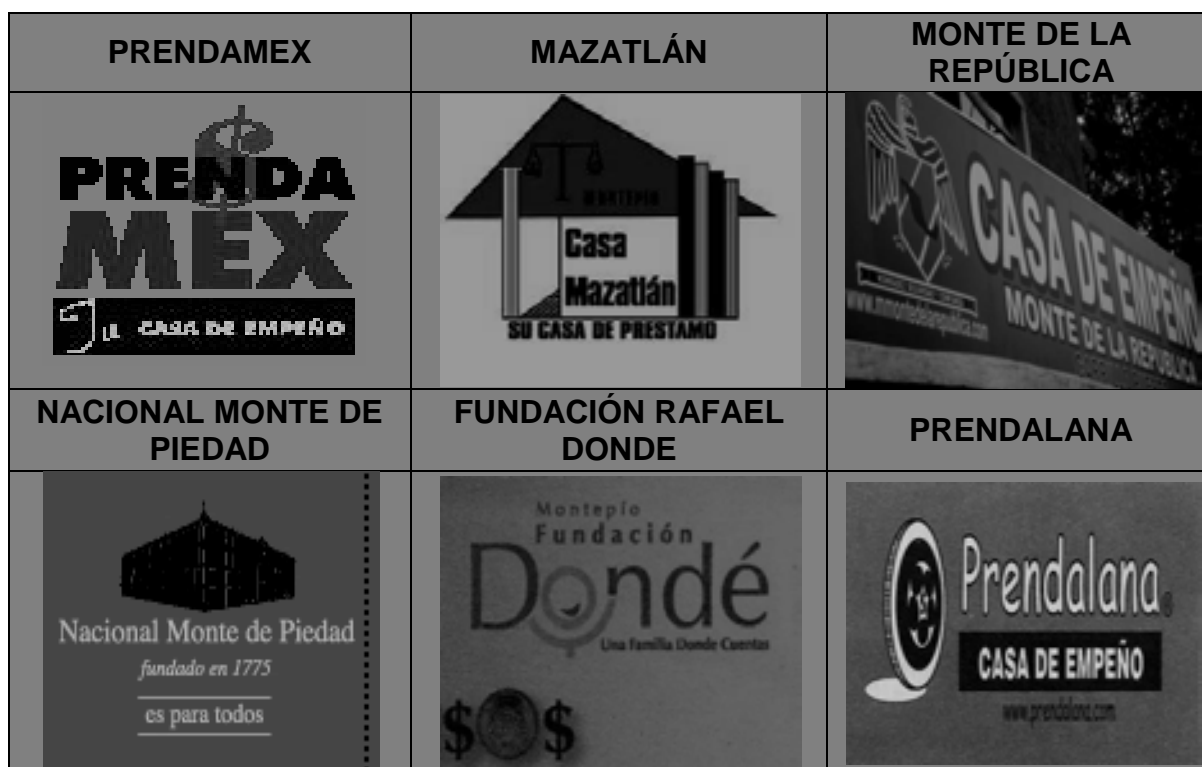 PRENDAMEX
MAZATLÁN
MONTE DE LA
REPÚBLICA
$
PRENDA
MEX
CASA DE EMPEÑO
MONTEPIO
Casa
Mazatlán
SU CASA DE PRESTAMO
CASA DE EMPEÑO
MONTE DE LA REPUBLICA
NACIONAL MONTE DE
PIEDAD
FUNDACIÓN RAFAEL
DONDE
PRENDALANA
Nacional Monte de Piedad
fundado en 1775
es para todos
Montepío
Fundación
Dondé
Una Familia Donde Cuentas
$ $
Prendalana®
CASA DE EMPEÑO
www.prendalana.com